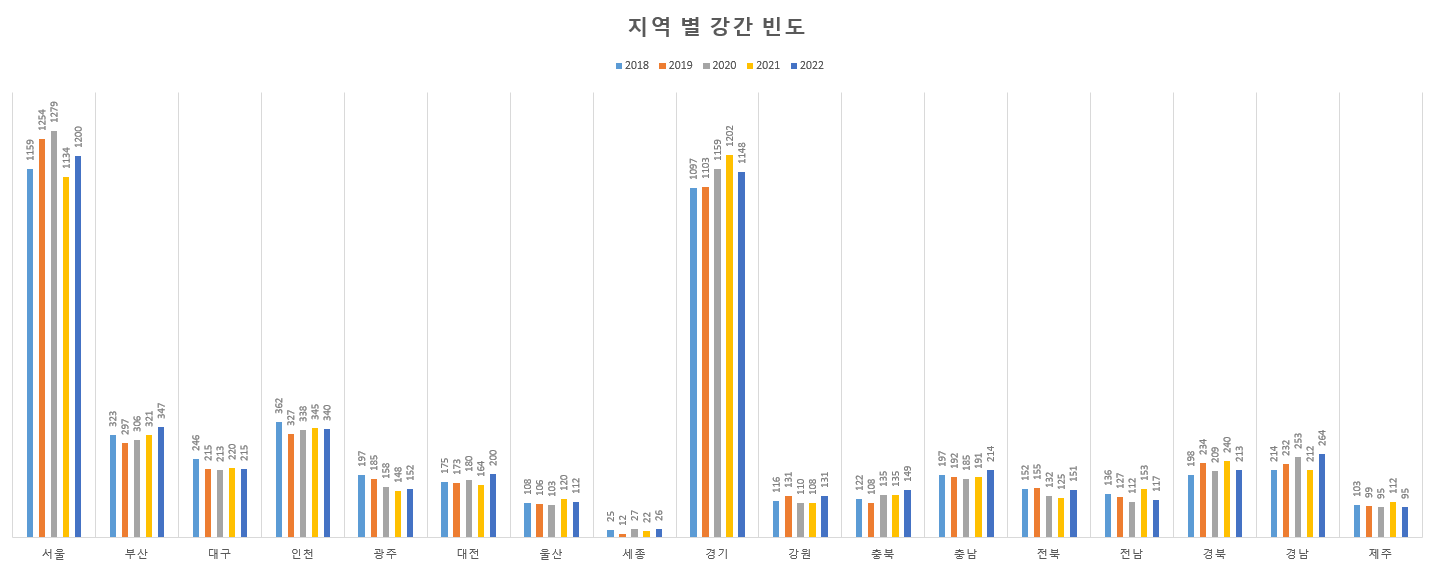 지역 별 강간 빈도
2018 2019 2020 2021 2022
1159 1254 1279 1134 1200
323 297 306 321 347
246 215 213 220 215
362 327 338 345 340
197 185 158 148 152
175 173 180 164 200
108 106 103 120 112
25 12 27 22 26
1097 1103 1159 1202 1148
116 131 110 108 131
122 108 135 135 149
197 192 185 191 214
152 155 132 125 151
136 127 112 153 117
198 234 209 240 213
214 232 253 212 264
103 99 95 112 95
서울 부산 대구 인천 광주 대전 울산 세종 경기 강원 충북 충남 전북 전남 경북 경남 제주